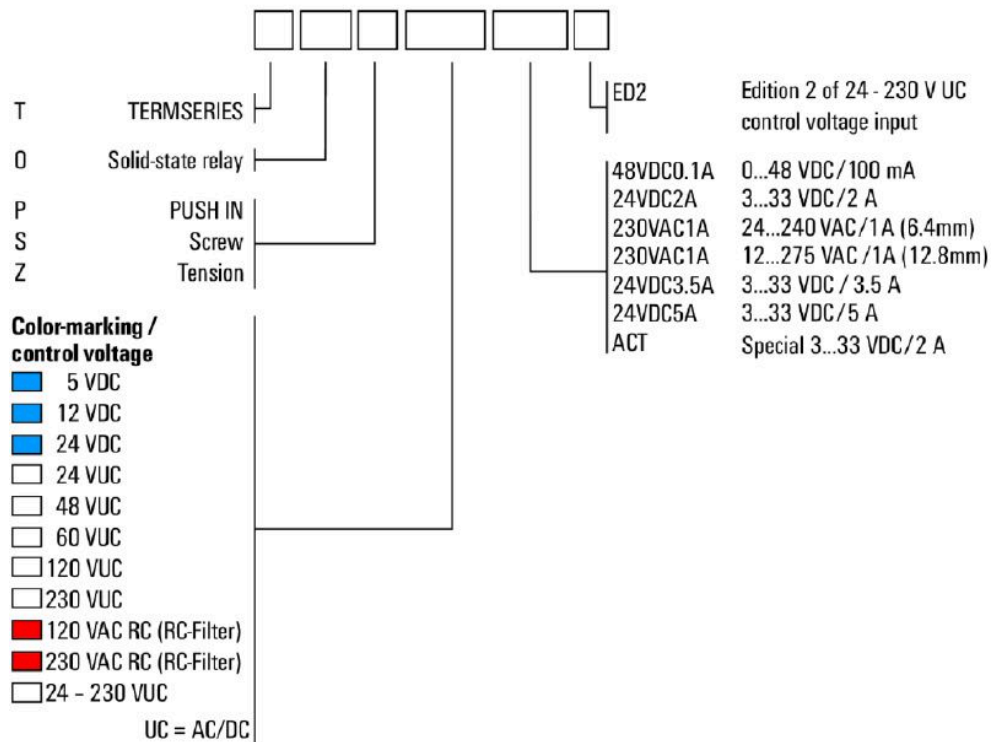 T TERMSERIES
O Solid-state relay
P PUSH IN
S Screw
Z Tension
Color-marking /
control voltage
5 VDC
12 VDC
24 VDC
24 VUC
48 VUC
60 VUC
120 VUC
230 VUC
120 VAC RC (RC-Filter)
230 VAC RC (RC-Filter)
24 – 230 VUC
UC = AC/DC
ED2 Edition 2 of 24 - 230 V UC
control voltage input
48VDC0.1A 0...48 VDC/100 mA
24VDC2A 3...33 VDC/2 A
230VAC1A 24...240 VAC/1A (6.4mm)
230VAC1A 12...275 VAC/1A (12.8mm)
24VDC3.5A 3...33 VDC / 3.5 A
24VDC5A 3...33 VDC/5 A
ACT Special 3...33 VDC/2 A